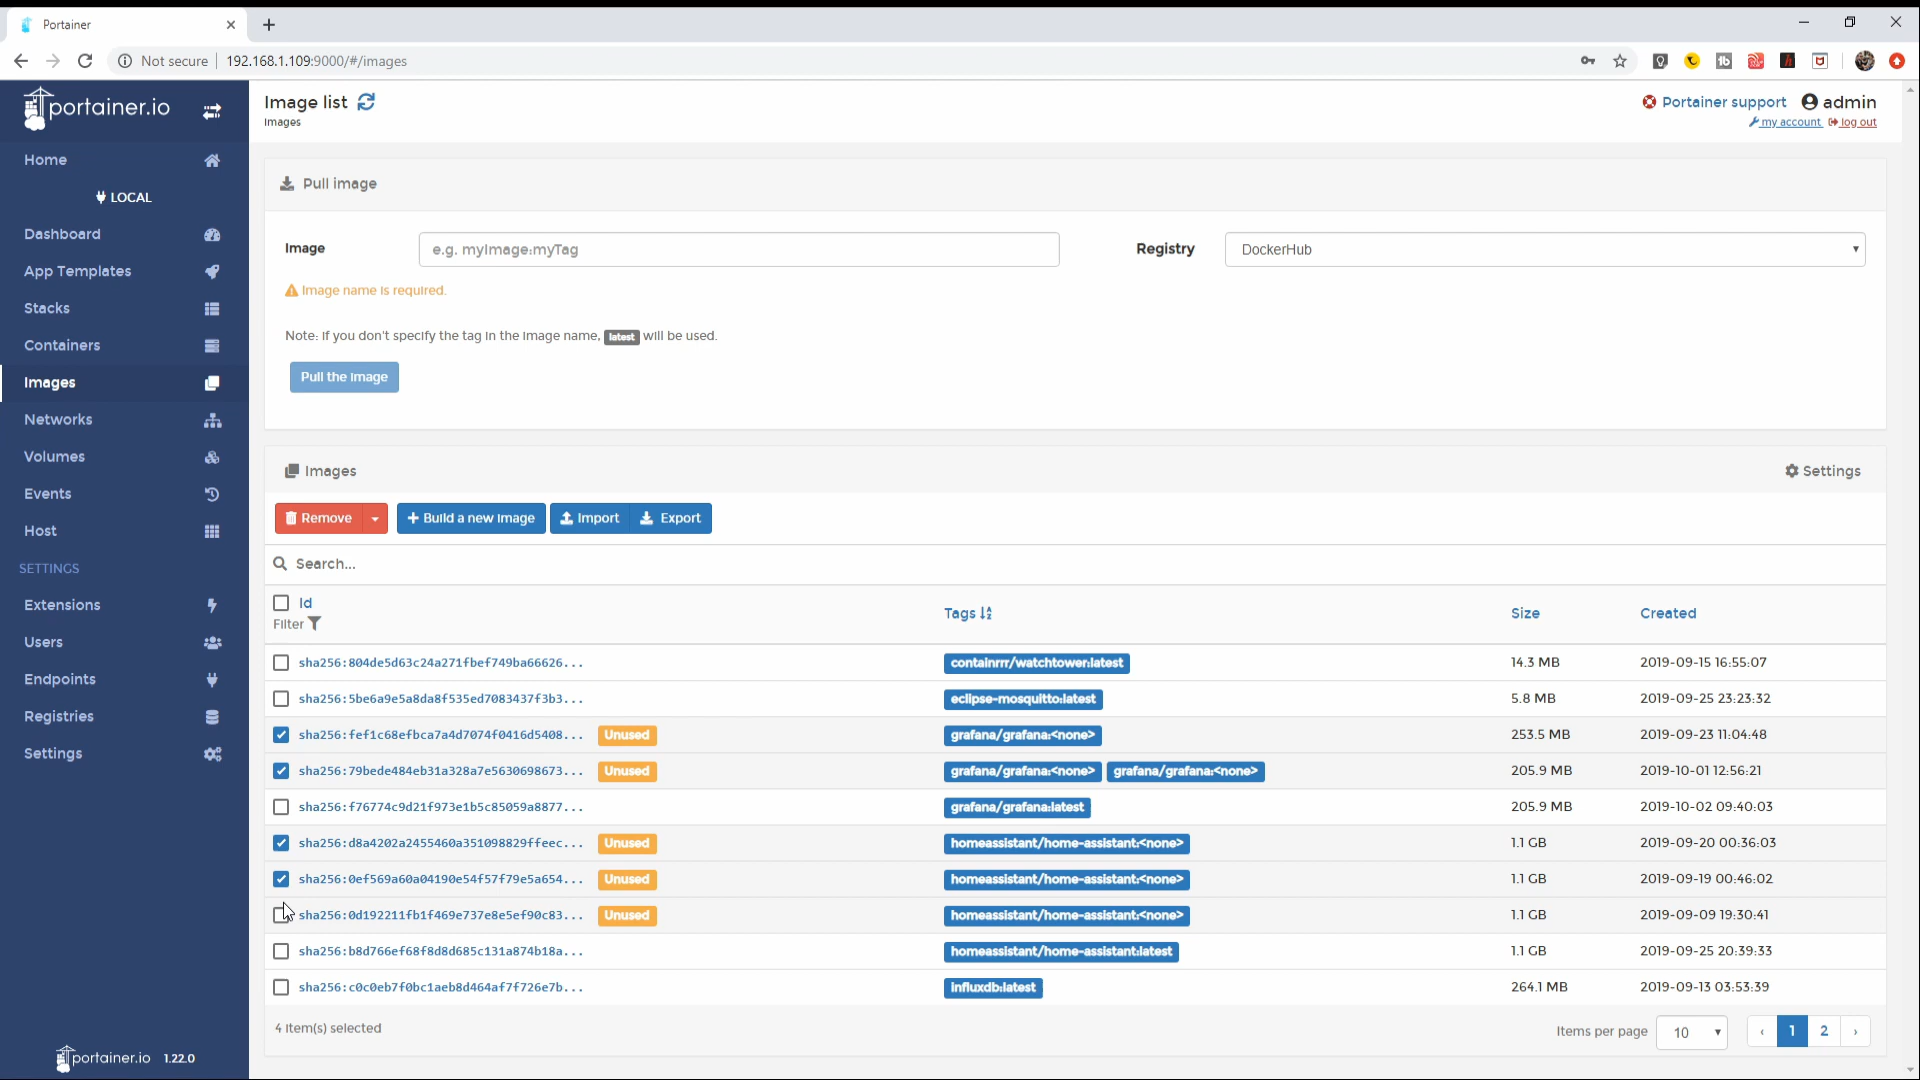 Portainer
Not secure 192.168.1.109:9000/#/images
portainer.io
Home
LOCAL
Dashboard
App Templates
Stacks
Containers
Images
Networks
Volumes
Events
Host
SETTINGS
Extensions
Users
Endpoints
Registries
Settings
portainer.io 1.22.0
Image list
Images
Portainer support admin
my account log out
Pull image
Image e.g. myImage:myTag Registry DockerHub
Image name is required.
Note: if you don't specify the tag in the image name, latest will be used.
Pull the image
Images Settings
Remove Build a new image Import Export
Search...
Id
Filter
Tags Size Created
sha256:804de5d63c24a271fbef749ba66626... containrrr/watchtower:latest 14.3 MB 2019-09-15 16:55:07
sha256:5be6a9e5a8da8f535ed7083437f3b3... eclipse-mosquitto:latest 5.8 MB 2019-09-25 23:23:32
sha256:fef1c68efbca7a4d7074f0416d5408... Unused grafana/grafana:<none> 253.5 MB 2019-09-23 11:04:48
sha256:79bede484eb31a328a7e5630698673... Unused grafana/grafana:<none> grafana/grafana:<none> 205.9 MB 2019-10-01 12:56:21
sha256:f76774c9d21f973e1b5c85059a8877... grafana/grafana:latest 205.9 MB 2019-10-02 09:40:03
sha256:d8a4202a2455460a351098829ffeec... Unused homeassistant/home-assistant:<none> 1.1 GB 2019-09-20 00:36:03
sha256:0ef569a60a04190e54f57f79e5a654... Unused homeassistant/home-assistant:<none> 1.1 GB 2019-09-19 00:46:02
sha256:0d192211fb1f469e737e8e5ef90c83... Unused homeassistant/home-assistant:<none> 1.1 GB 2019-09-09 19:30:41
sha256:b8d766ef68f8d8d685c131a874b18a... homeassistant/home-assistant:latest 1.1 GB 2019-09-25 20:39:33
sha256:c0c0eb7f0bc1aeb8d464af7f726e7b... influxdb:latest 264.1 MB 2019-09-13 03:53:39
4 item(s) selected
Items per page 10 ‹ 1 2 ›